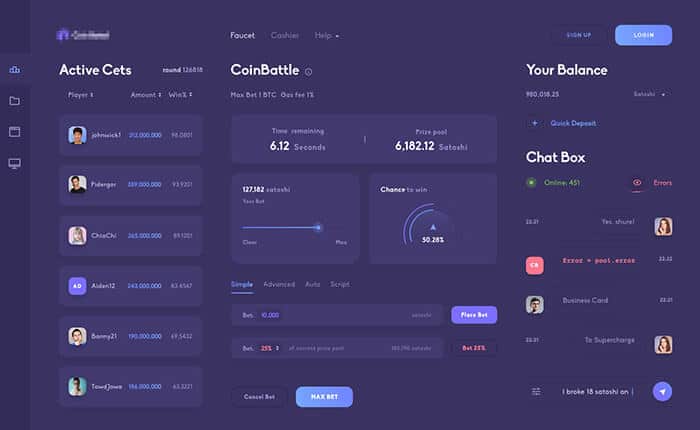 Faucet Cashier Help
SIGN UP
LOGIN
Active Cets
round 126818
Player Amount Win%
johnwick1 312,000,000 98.0801
Piderger 289,000,000 93.9201
ChiaChi 265,000,000 89.1201
AD Aiden12 243,000,000 83.6567
Banny21 190,000,000 69.5432
TowdJowa 156,000,000 63.2221
CoinBattle
Max Bet 1 BTC Gas fee 1%
Time remaining
6.12 Seconds
Prize pool
6,182.12 Satoshi
127,182 satoshi
Your Bet
Clear Max
Chance to win
50.28%
Simple Advanced Auto Script
Bet. 10,000 satoshi
Place Bet
Bet. 25% of current prize pool satoshi
Bet 25%
Cancel Bet
MAX BET
Your Balance
980,018.25 Satoshi
+ Quick Deposit
Chat Box
Online: 451
Errors
22:21 Yes, shure!
CR Error = pool.error 22:22
Business Card 22:21
22:21 To Supercharge
I broke 18 satoshi on